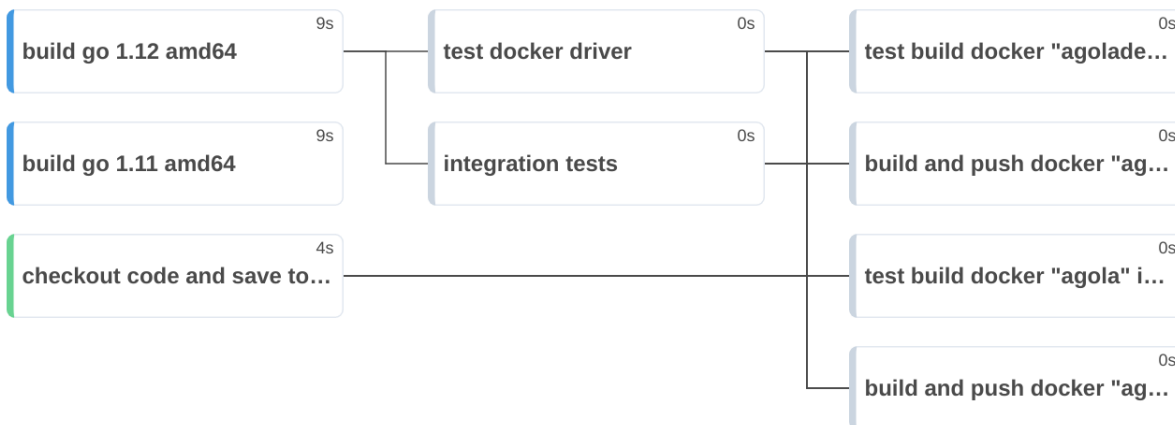 9s
build go 1.12 amd64
0s
test docker driver
0s
test build docker "agolade...
9s
build go 1.11 amd64
0s
integration tests
0s
build and push docker "ag...
4s
checkout code and save to...
0s
test build docker "agola" i...
0s
build and push docker "ag...